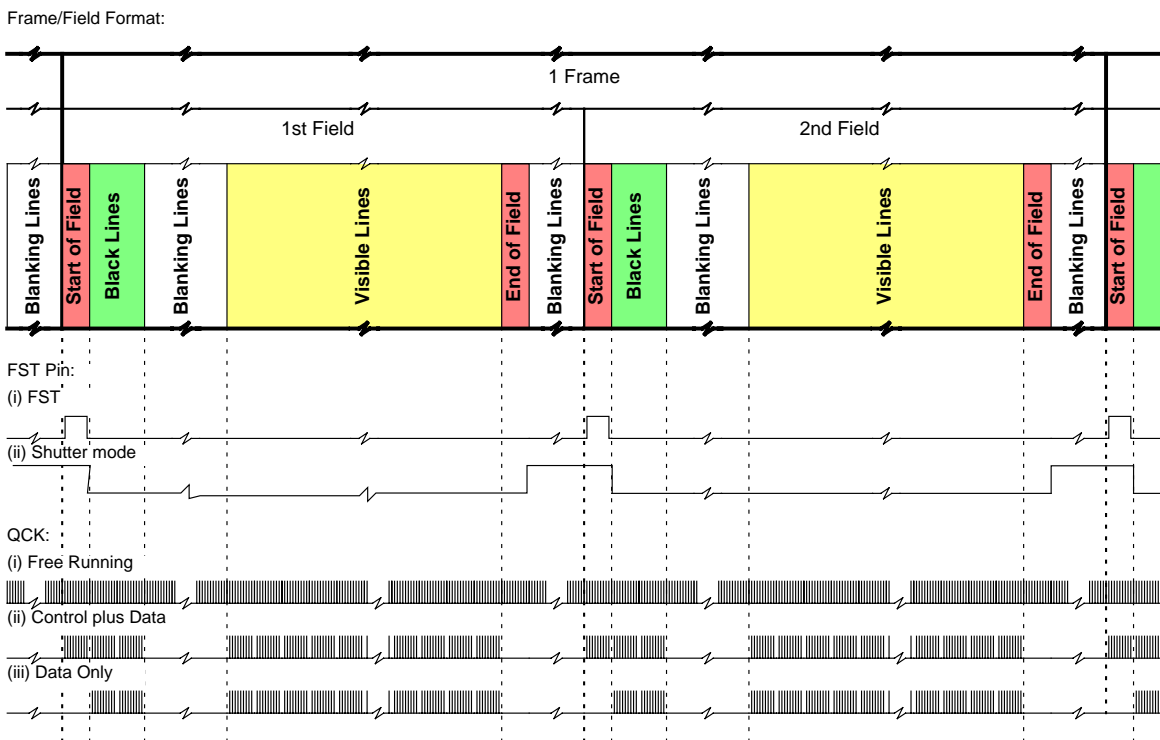 Frame/Field Format:
1 Frame
1st Field
2nd Field
Blanking Lines
Start of Field
Black Lines
Blanking Lines
Visible Lines
End of Field
Blanking Lines
Start of Field
Black Lines
Blanking Lines
Visible Lines
End of Field
Blanking Lines
Start of Field
FST Pin:
(i) FST
(ii) Shutter mode
QCK:
(i) Free Running
(ii) Control plus Data
(iii) Data Only